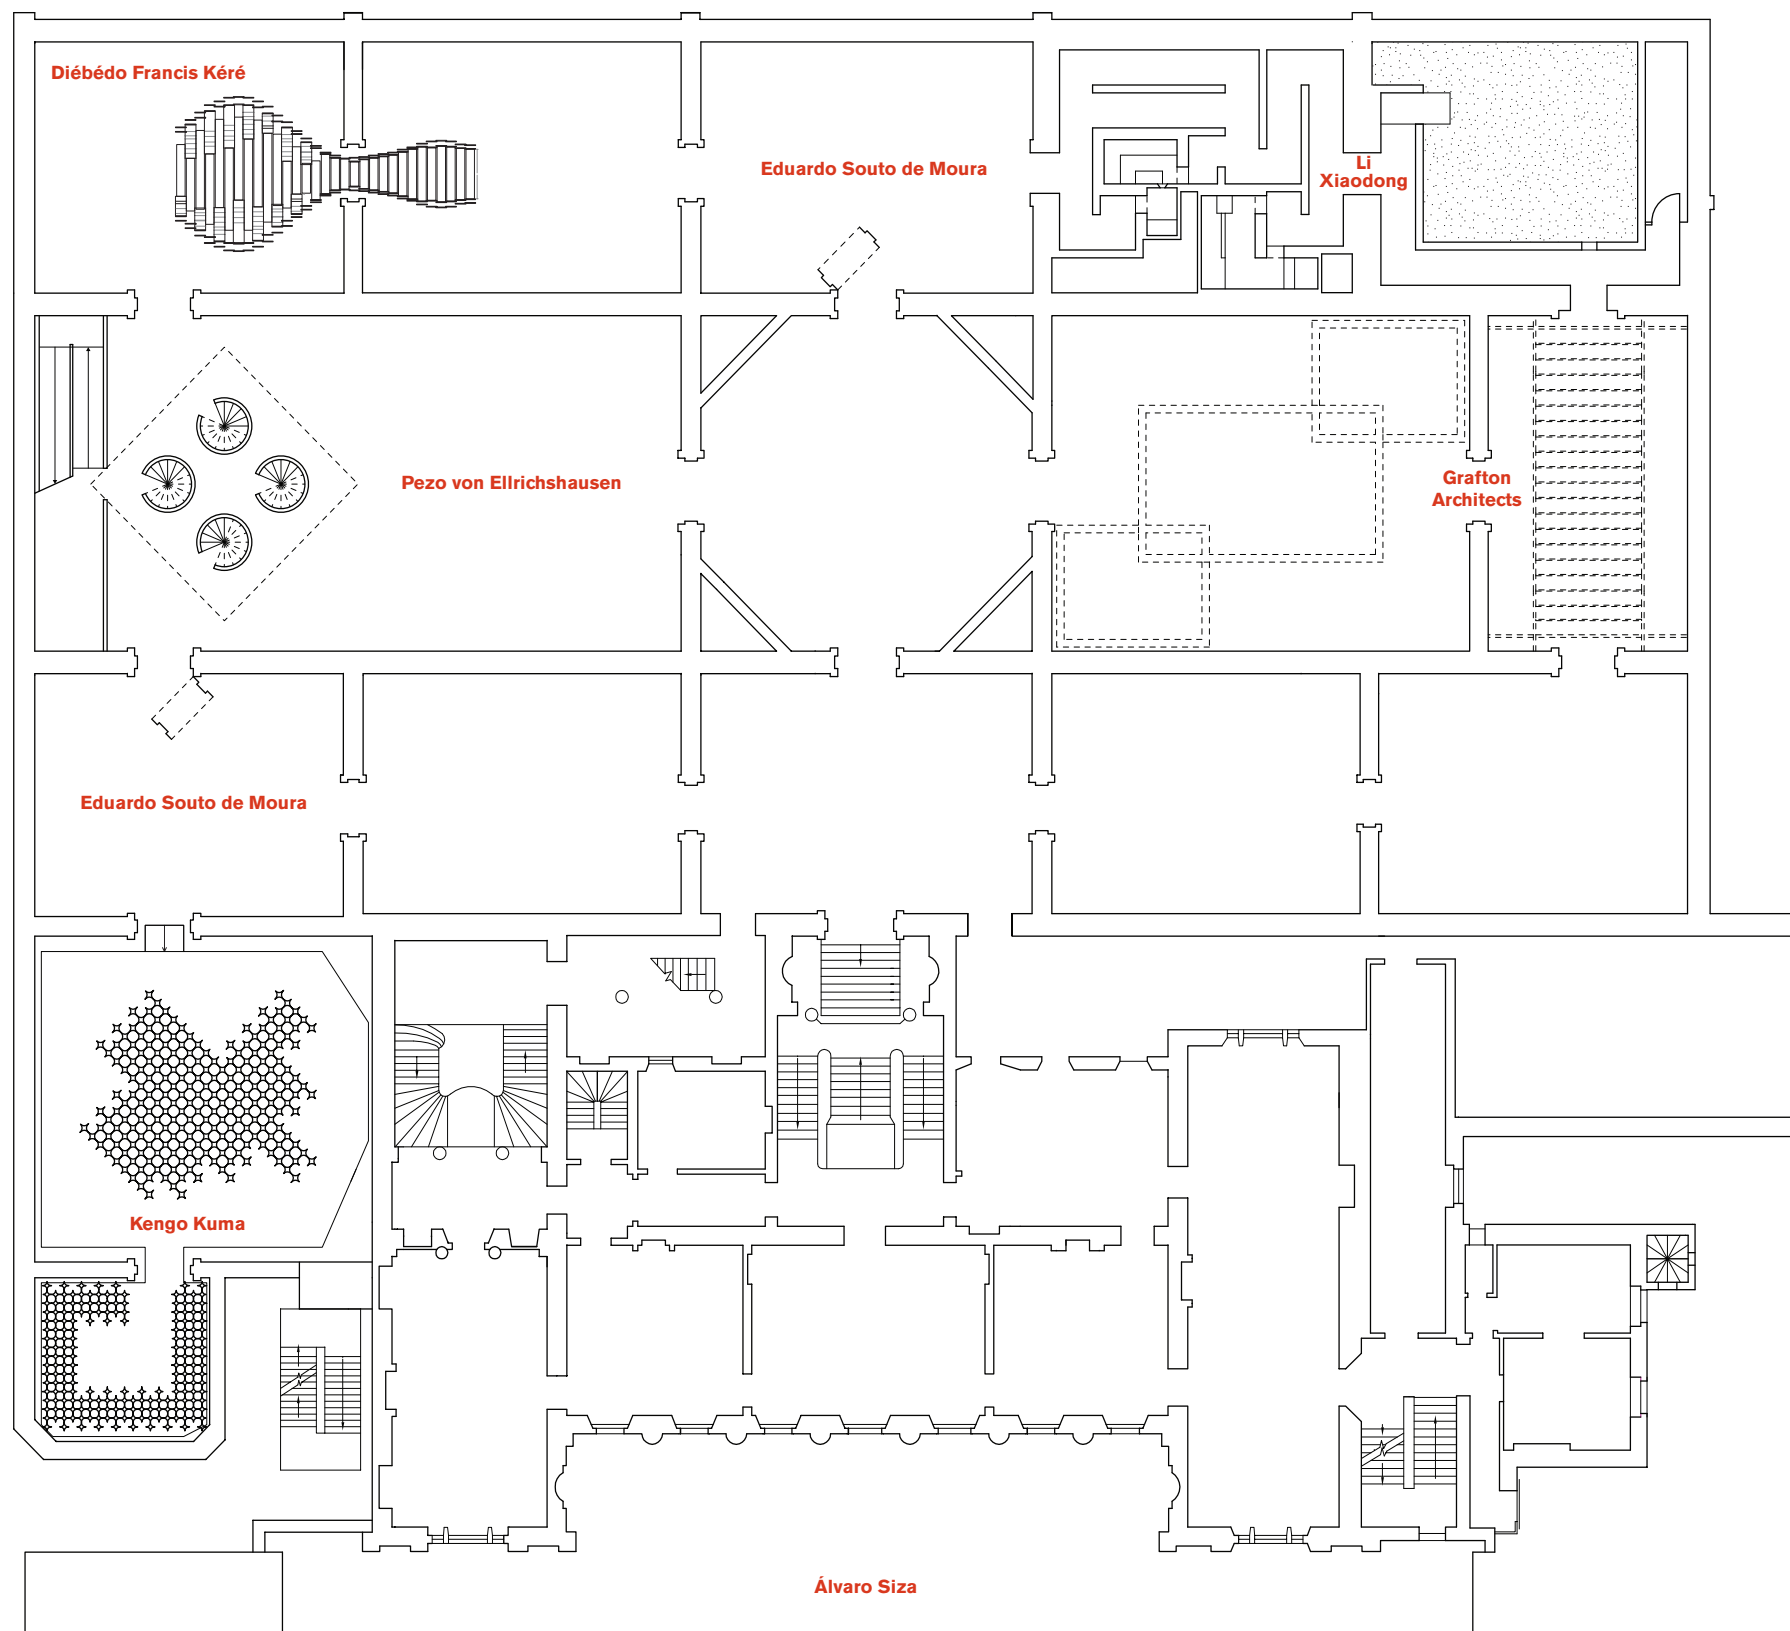 Diébédo Francis Kéré
Eduardo Souto de Moura
Li
Xiaodong
Pezo von Ellrichshausen
Grafton
Architects
Eduardo Souto de Moura
Kengo Kuma
Álvaro Siza